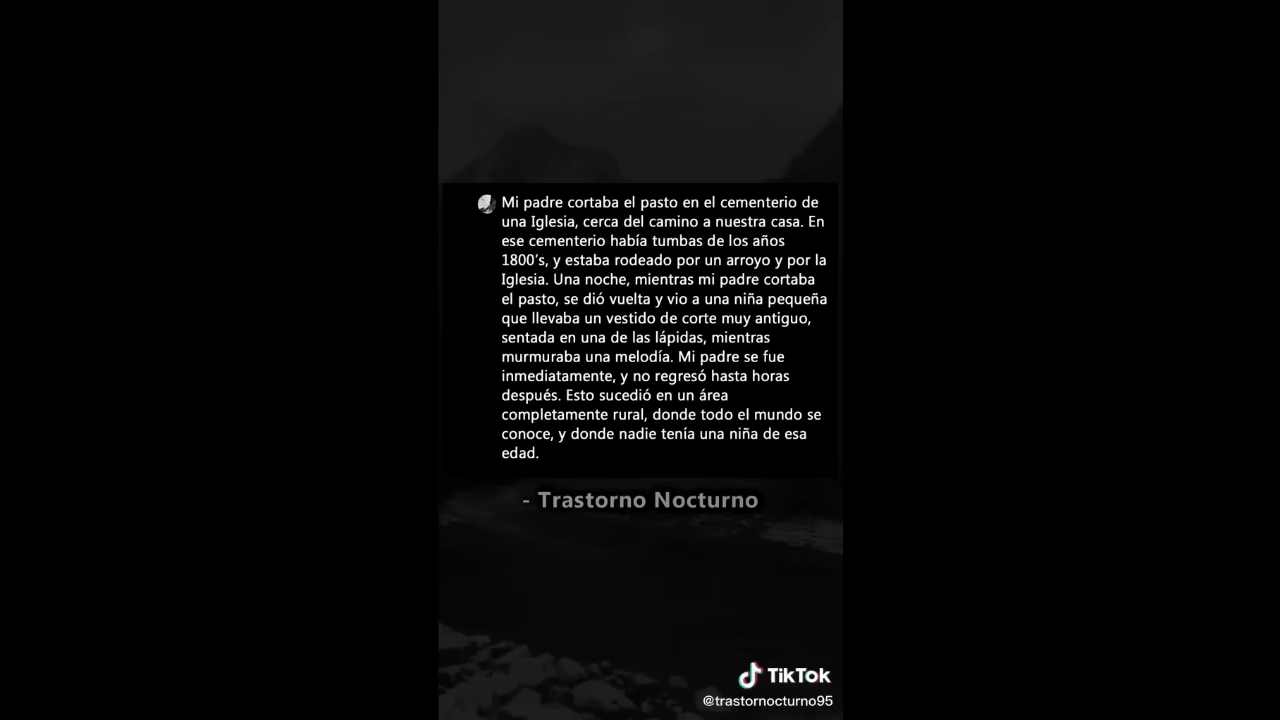 Mi padre cortaba el pasto en el cementerio de
una Iglesia, cerca del camino a nuestra casa. En
ese cementerio había tumbas de los años
1800's, y estaba rodeado por un arroyo y por la
Iglesia. Una noche, mientras mi padre cortaba
el pasto, se dió vuelta y vio a una niña pequeña
que llevaba un vestido de corte muy antiguo,
sentada en una de las lápidas, mientras
murmuraba una melodía. Mi padre se fue
inmediatamente, y no regresó hasta horas
después. Esto sucedió en un área
completamente rural, donde todo el mundo se
conoce, y donde nadie tenía una niña de esa
edad.
- Trastorno Nocturno
TikTok
@trastornocturno95